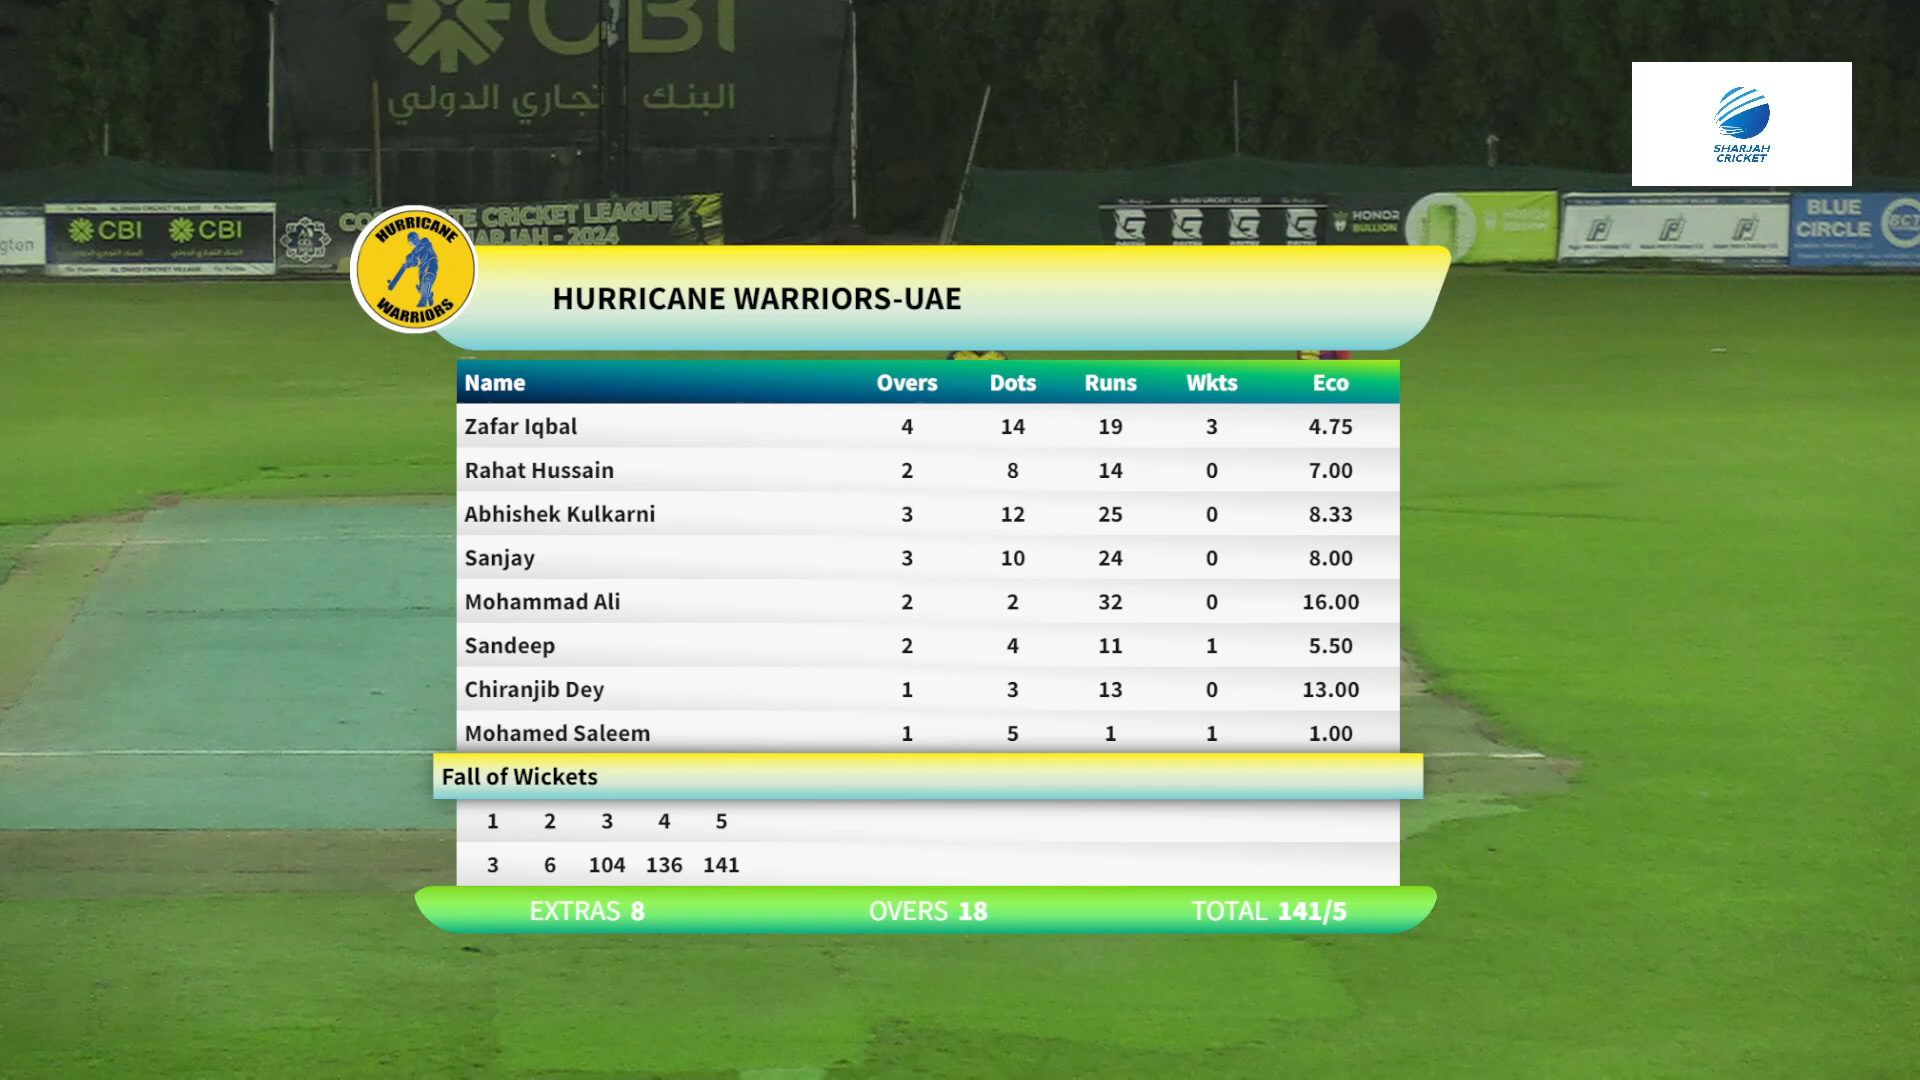 CBI
البنك التجاري الدولي
SHARJAH
CRICKET
CBI CBI
CRICKET LEAGUE
2024
HONOR
BULLION
BLUE
CIRCLE
HURRICANE
WARRIORS
HURRICANE WARRIORS-UAE
Name Overs Dots Runs Wkts Eco
Zafar Iqbal 4 14 19 3 4.75
Rahat Hussain 2 8 14 0 7.00
Abhishek Kulkarni 3 12 25 0 8.33
Sanjay 3 10 24 0 8.00
Mohammad Ali 2 2 32 0 16.00
Sandeep 2 4 11 1 5.50
Chiranjib Dey 1 3 13 0 13.00
Mohamed Saleem 1 5 1 1 1.00
Fall of Wickets
1 2 3 4 5
3 6 104 136 141
EXTRAS 8 OVERS 18 TOTAL 141/5